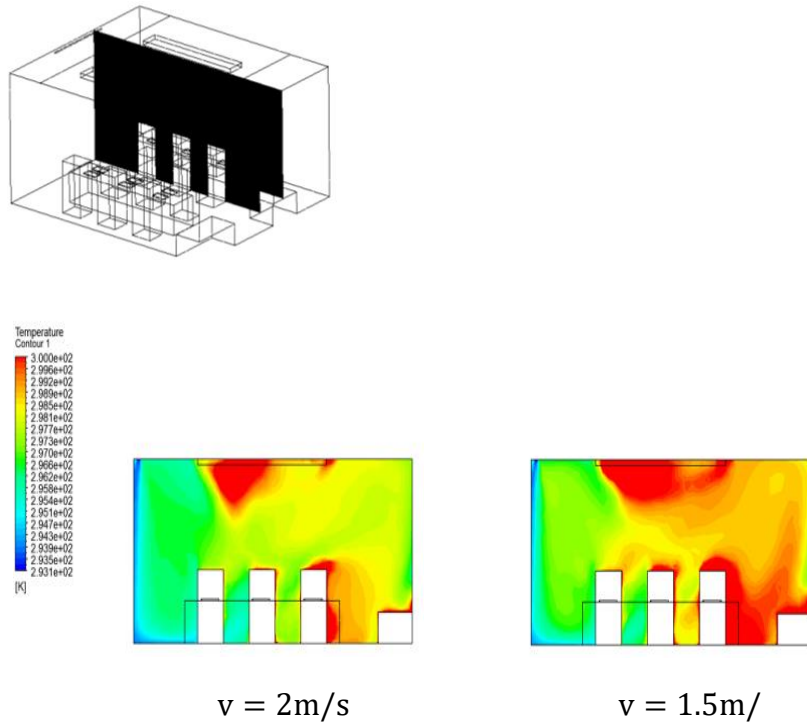 Temperature
Contour 1
3.000e+02
2.996e+02
2.992e+02
2.989e+02
2.985e+02
2.981e+02
2.977e+02
2.973e+02
2.970e+02
2.966e+02
2.962e+02
2.958e+02
2.954e+02
2.951e+02
2.947e+02
2.943e+02
2.939e+02
2.935e+02
2.931e+02
[K]
v = 2m/s
v = 1.5m/